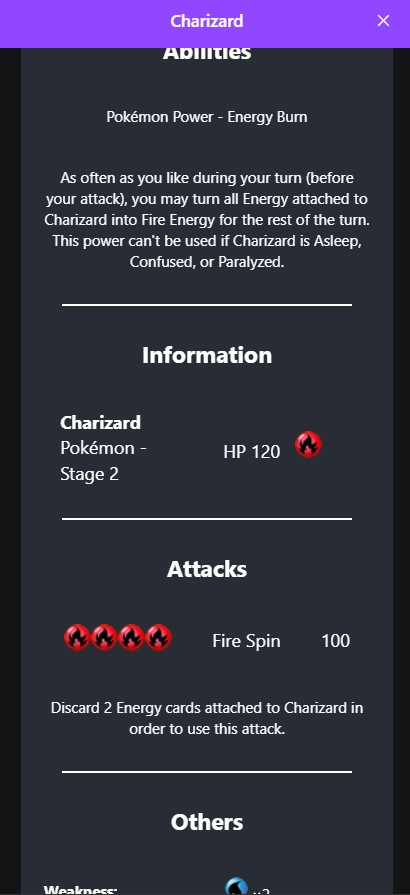 Charizard
Abilities
Pokémon Power - Energy Burn
As often as you like during your turn (before
your attack), you may turn all Energy attached to
Charizard into Fire Energy for the rest of the turn.
This power can't be used if Charizard is Asleep,
Confused, or Paralyzed.
Information
Charizard
Pokémon -
Stage 2
HP 120
Attacks
Fire Spin 100
Discard 2 Energy cards attached to Charizard in
order to use this attack.
Others
Weakness: x2